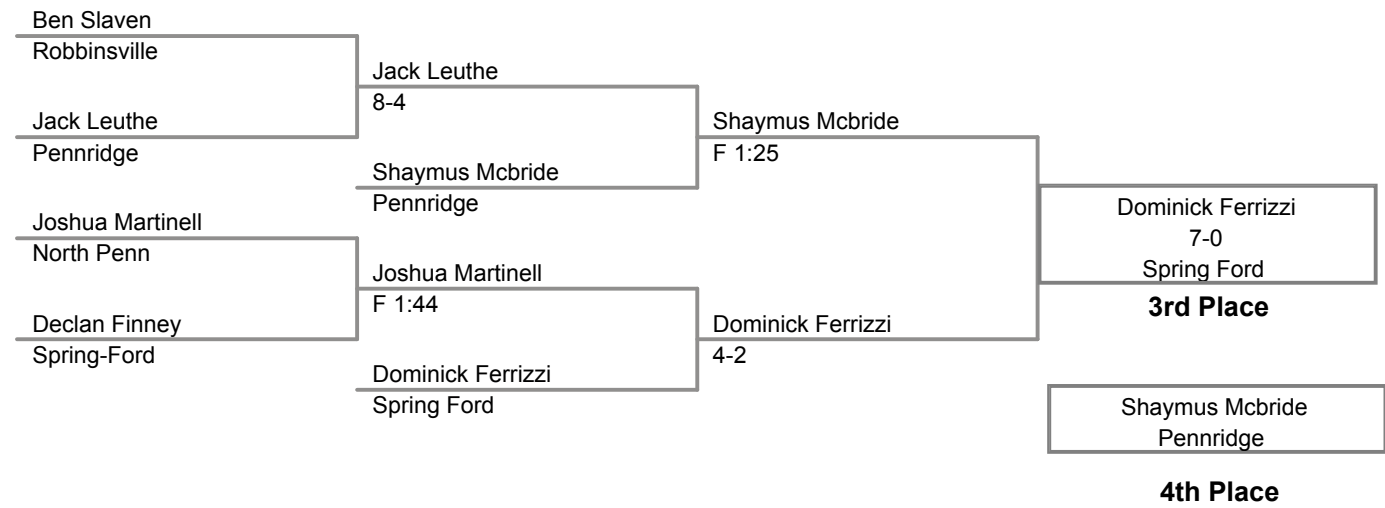 Ben Slaven
Robbinsville
Jack Leuthe
8-4
Jack Leuthe
Pennridge
Shaymus Mcbride
F 1:25
Shaymus Mcbride
Pennridge
Joshua Martinell
North Penn
Joshua Martinell
F 1:44
Declan Finney
Spring-Ford
Dominick Ferrizzi
4-2
Dominick Ferrizzi
Spring Ford
Dominick Ferrizzi
7-0
Spring Ford
3rd Place
Shaymus Mcbride
Pennridge
4th Place